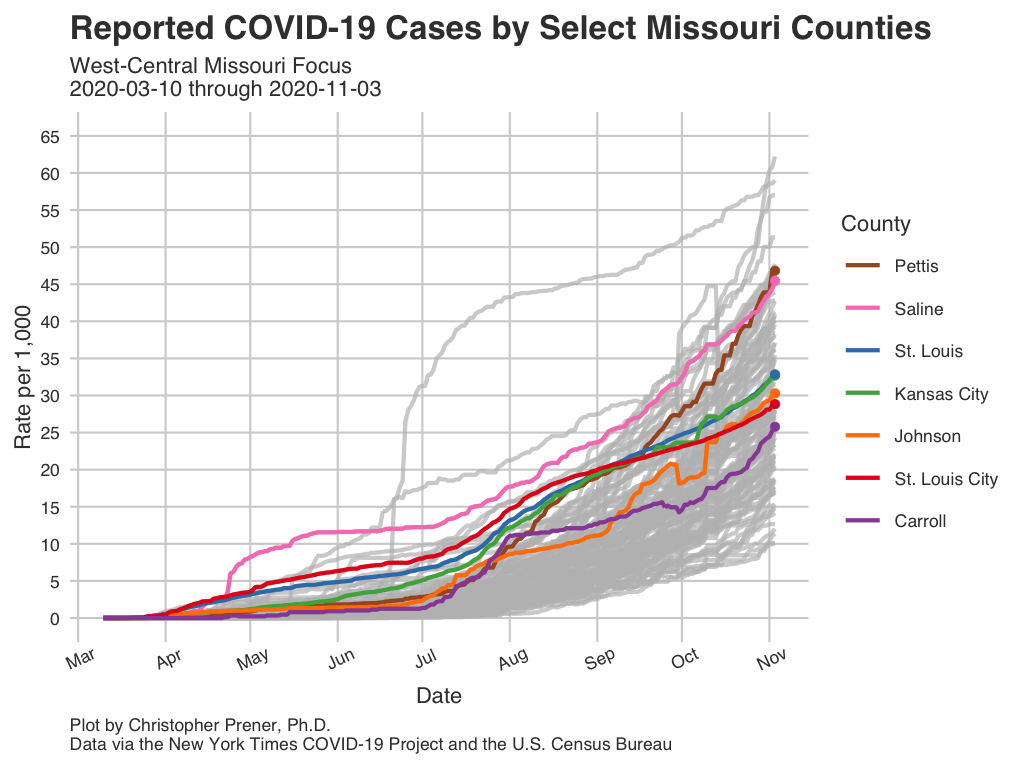 Reported COVID-19 Cases by Select Missouri Counties
West-Central Missouri Focus
2020-03-10 through 2020-11-03
Rate per 1,000
65
60
55
50
45
40
35
30
25
20
15
10
5
0
Mar
Apr
May
Jun
Jul
Aug
Sep
Oct
Nov
Date
County
Pettis
Saline
St. Louis
Kansas City
Johnson
St. Louis City
Carroll
Plot by Christopher Prener, Ph.D.
Data via the New York Times COVID-19 Project and the U.S. Census Bureau